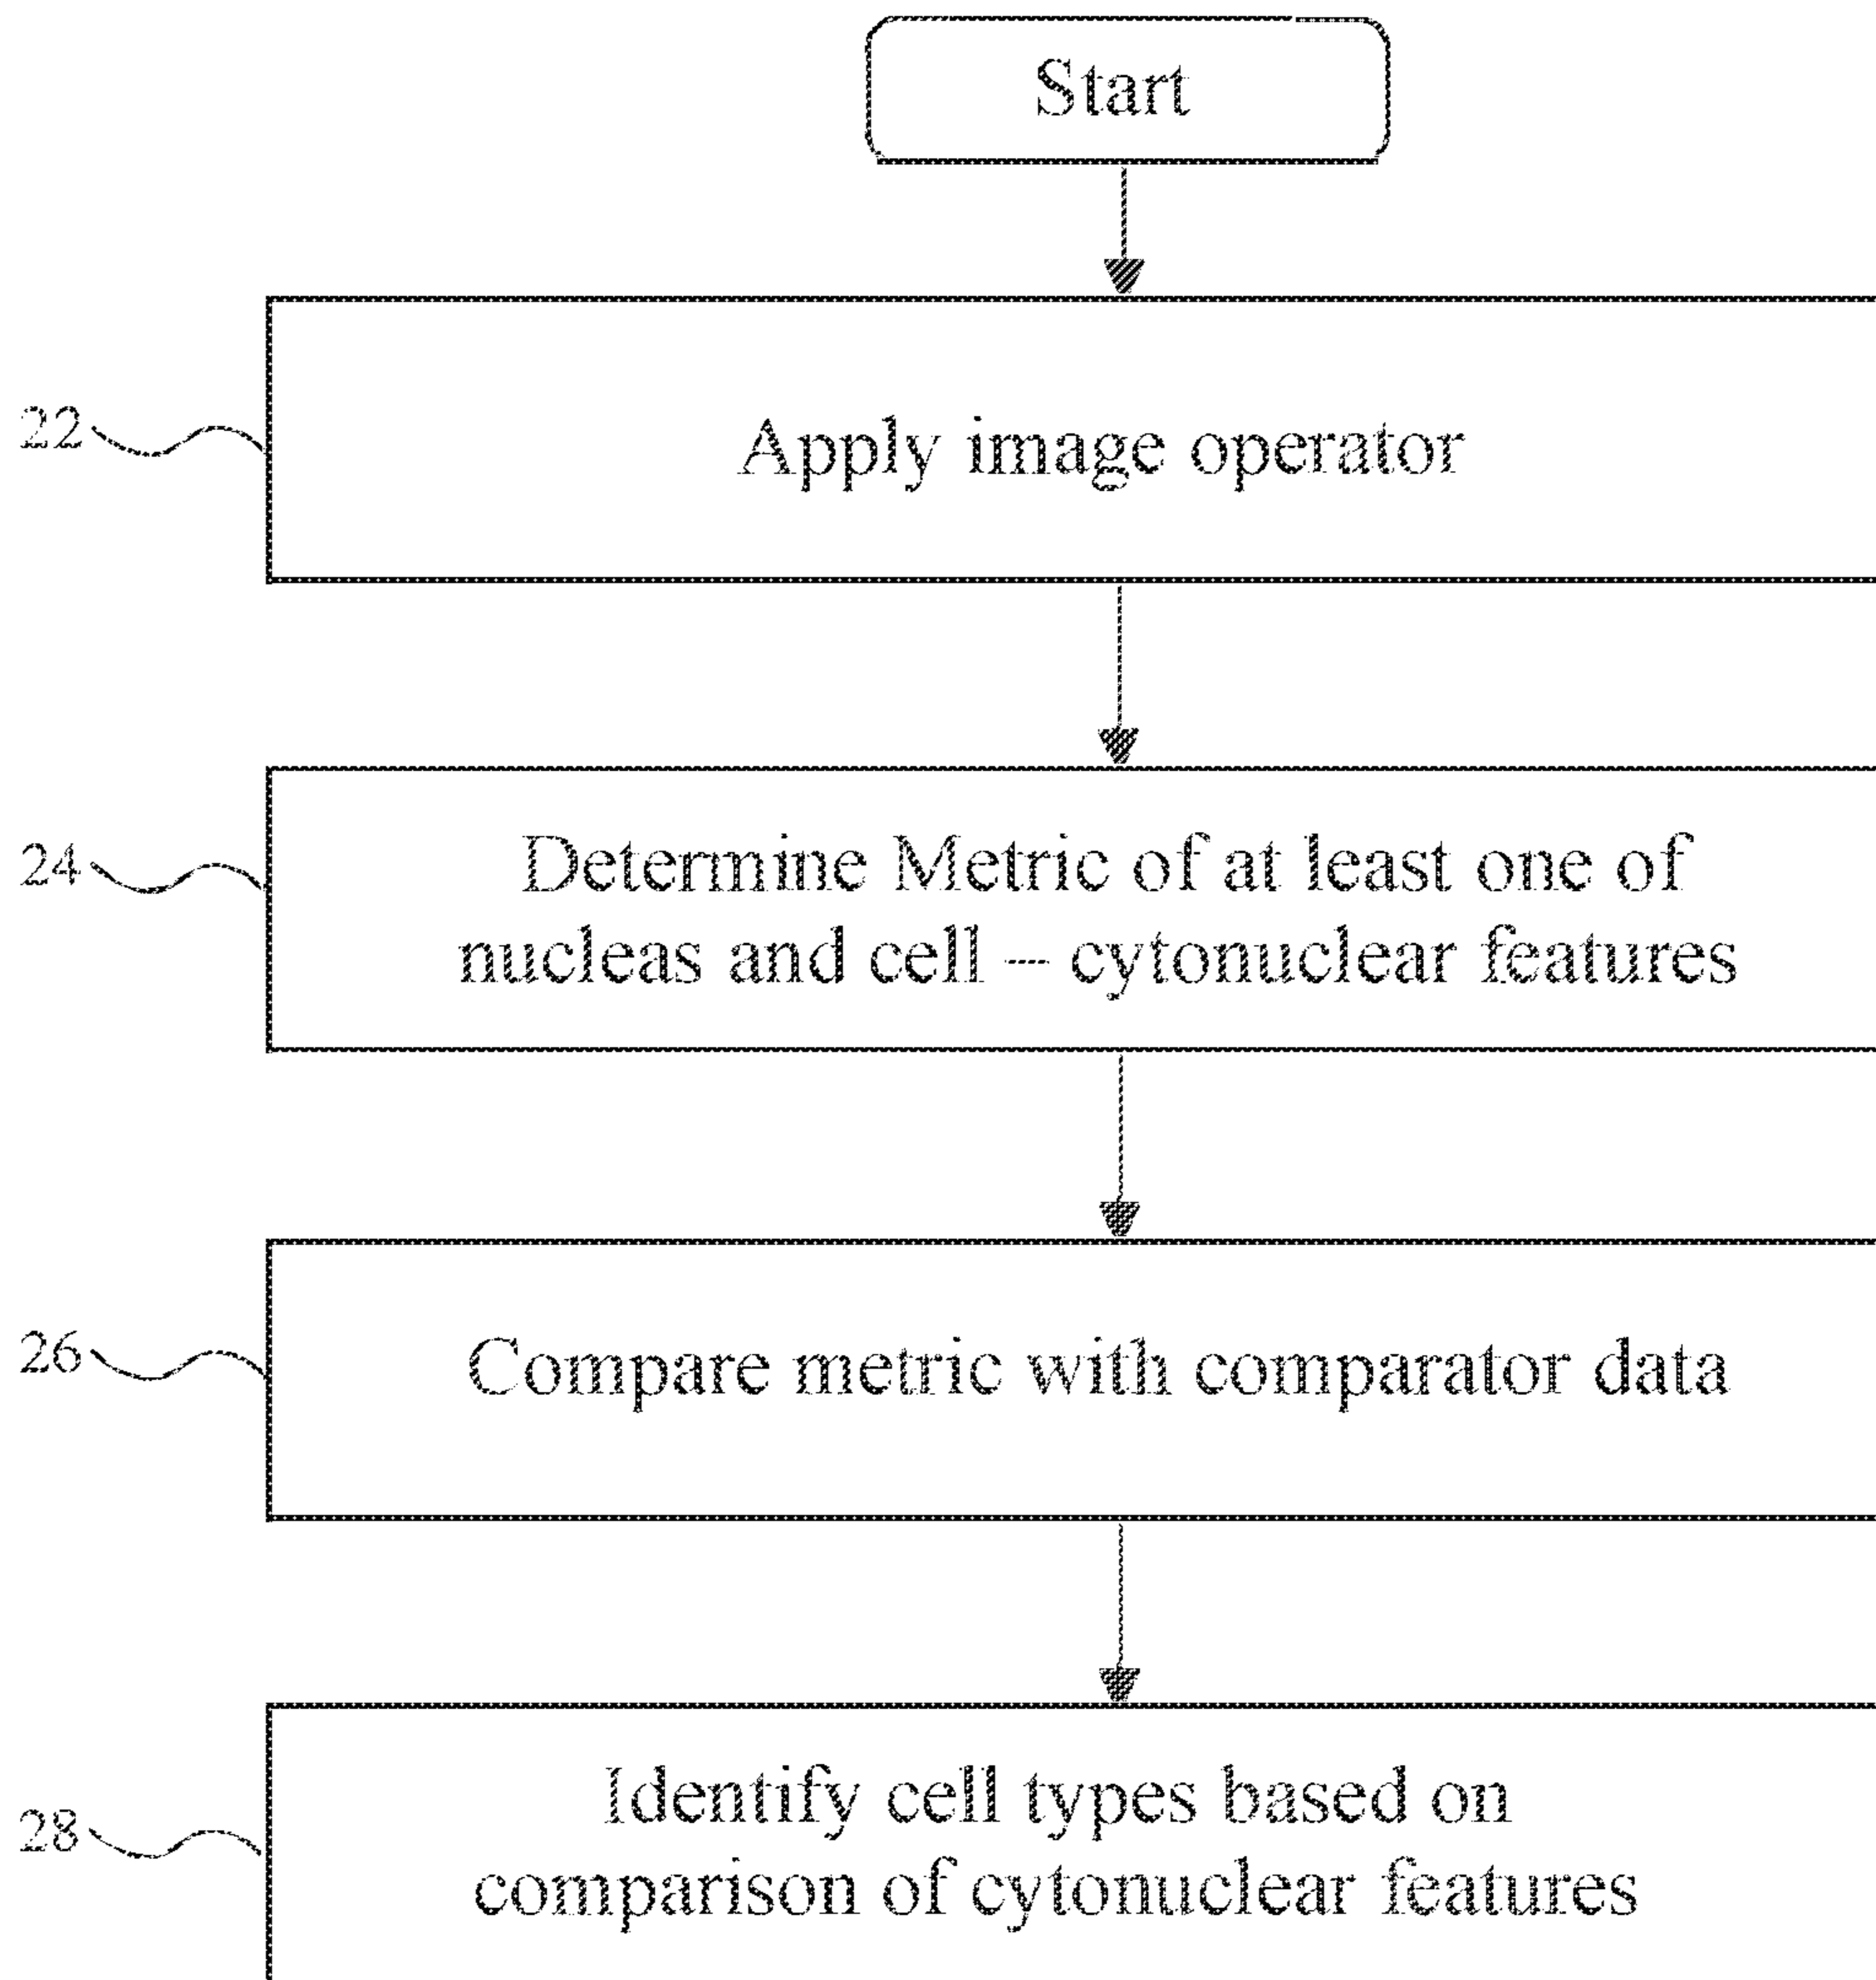 Start
22
Apply image operator
24
Determine Metric of at least one of
nucleas and cell – cytonuclear features
26
Compare metric with comparator data
28
Identify cell types based on
comparison of cytonuclear features